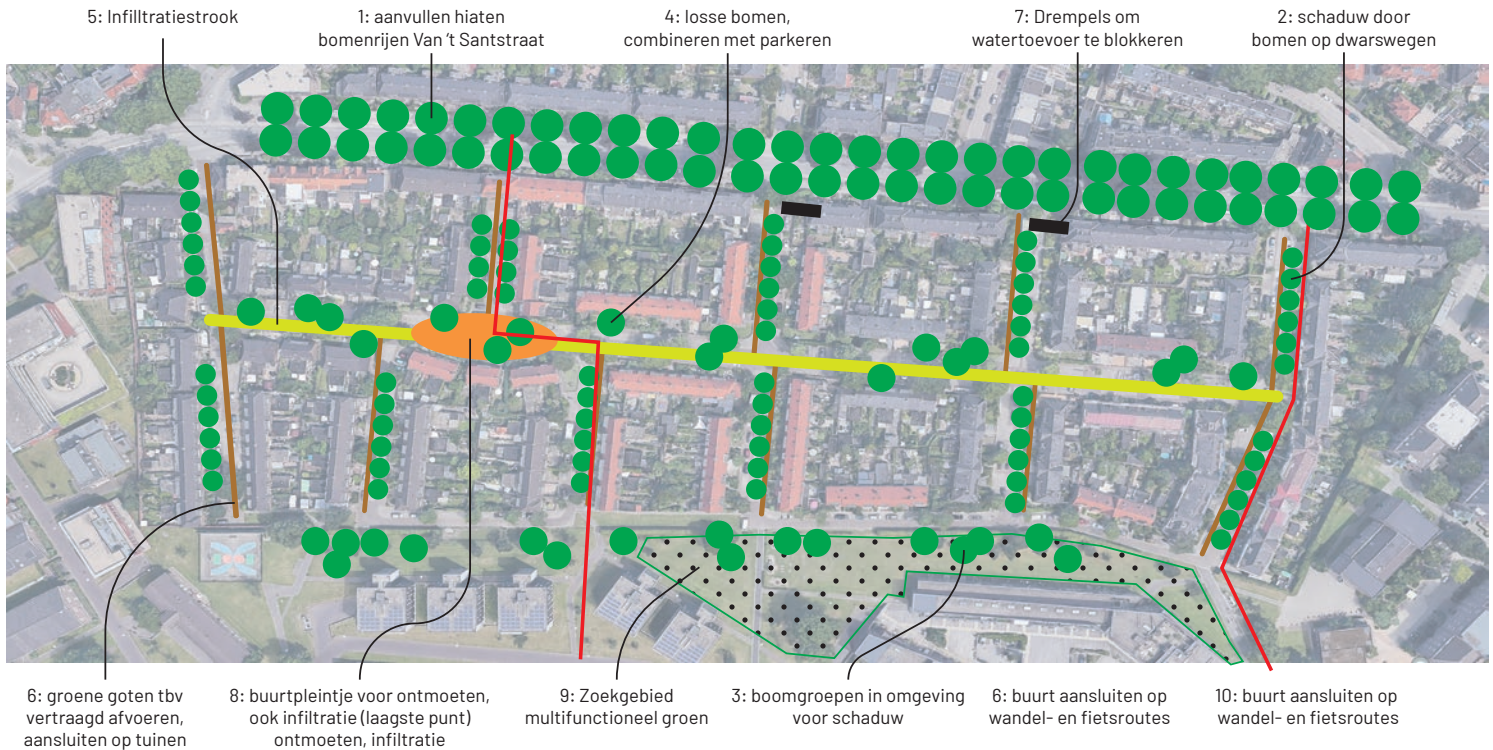 5: Infilltratiestrook
1: aanvullen hiaten
bomenrijen Van 't Santstraat
4: losse bomen,
combineren met parkeren
7: Drempels om
watertoevoer te blokkeren
2: schaduw door
bomen op dwarswegen
6: groene goten tbv
vertraagd afvoeren,
aansluiten op tuinen
8: buurtpleintje voor ontmoeten,
ook infiltratie (laagste punt)
ontmoeten, infiltratie
9: Zoekgebied
multifunctioneel groen
3: boomgroepen in omgeving
voor schaduw
6: buurt aansluiten op
wandel- en fietsroutes
10: buurt aansluiten op
wandel- en fietsroutes